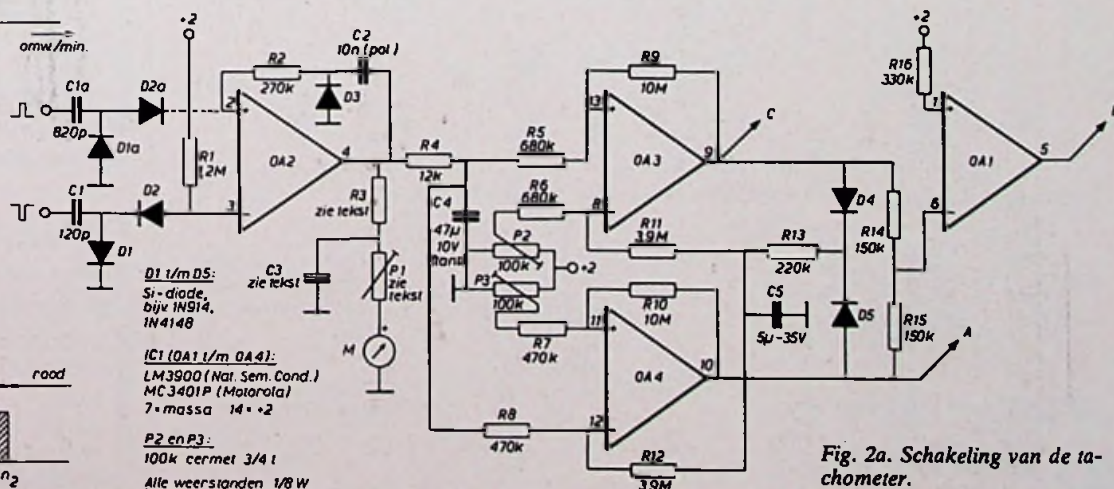 omw./min.
+2
C1a
820p
D2a
D1a
R1
1,2M
C1
120p
D2
D1
R2
270k
C2
10n (pol)
D3
2
3
4
OA2
R4
12k
R3
zie tekst
C3
zie tekst
P1
zie
tekst
M
+
C4
47µ
10V
R5
680k
R6
680k
P2
100k
P3
100k
+2
R7
470k
R8
470k
R9
10M
13
8
9
OA3
C
R11
3.9M
R10
10M
11
12
10
OA4
R12
3.9M
R13
220k
C5
5µ-35V
D4
D5
R14
150k
R15
150k
A
+2
R16
330k
1
6
5
OA1
D1 t/m D5:
Si-diode,
bijv. 1N914,
1N4148
IC1 (OA1 t/m OA4):
LM3900 (Nat. Sem. Cond.)
MC3401P (Motorola)
7=massa 14=+2
P2 en P3:
100k cermet 3/4 t
Alle weerstanden 1/8 W
rood
n2
Fig. 2a. Schakeling van de ta-
chometer.